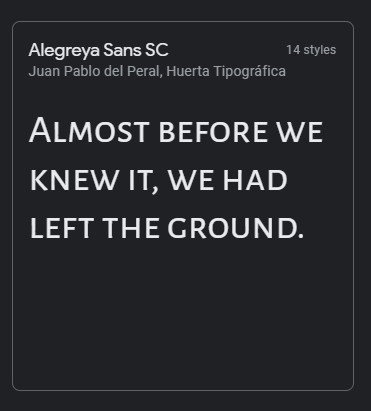 Alegreya Sans SC
14 styles
Juan Pablo del Peral, Huerta Tipográfica
Almost before we
knew it, we had
left the ground.